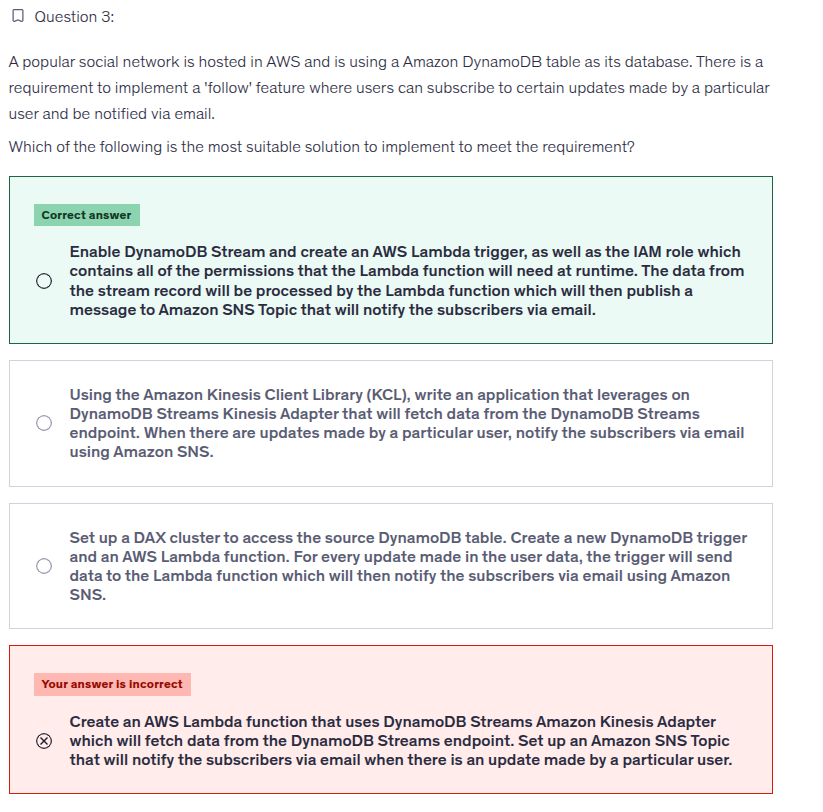 Question 3:
A popular social network is hosted in AWS and is using a Amazon DynamoDB table as its database. There is a
requirement to implement a 'follow' feature where users can subscribe to certain updates made by a particular
user and be notified via email.
Which of the following is the most suitable solution to implement to meet the requirement?
Correct answer
Enable DynamoDB Stream and create an AWS Lambda trigger, as well as the IAM role which
contains all of the permissions that the Lambda function will need at runtime. The data from
the stream record will be processed by the Lambda function which will then publish a
message to Amazon SNS Topic that will notify the subscribers via email.
Using the Amazon Kinesis Client Library (KCL), write an application that leverages on
DynamoDB Streams Kinesis Adapter that will fetch data from the DynamoDB Streams
endpoint. When there are updates made by a particular user, notify the subscribers via email
using Amazon SNS.
Set up a DAX cluster to access the source DynamoDB table. Create a new DynamoDB trigger
and an AWS Lambda function. For every update made in the user data, the trigger will send
data to the Lambda function which will then notify the subscribers via email using Amazon
SNS.
Your answer is incorrect
Create an AWS Lambda function that uses DynamoDB Streams Amazon Kinesis Adapter
which will fetch data from the DynamoDB Streams endpoint. Set up an Amazon SNS Topic
that will notify the subscribers via email when there is an update made by a particular user.